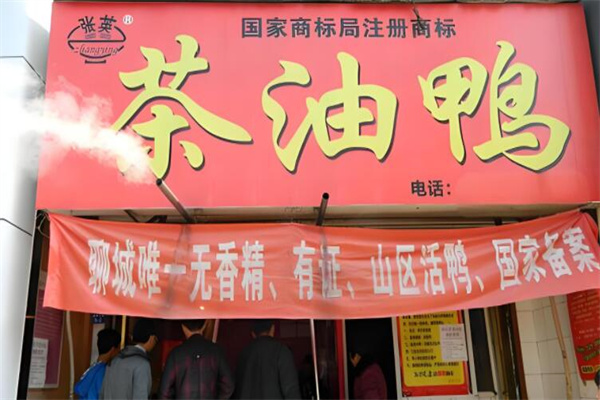 张英
zhangying
国家商标局注册商标
®
茶油鸭
电话：
聊城唯一无香精、有证、山区活鸭、国家备案